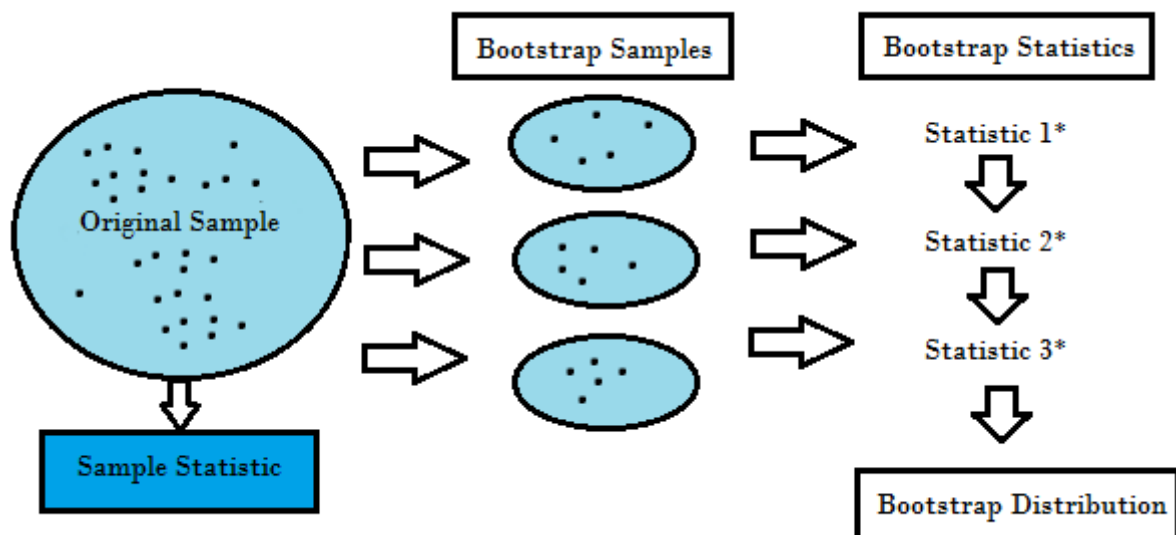 Bootstrap Samples
Bootstrap Statistics
Original Sample
Statistic 1*
Statistic 2*
Statistic 3*
Sample Statistic
Bootstrap Distribution